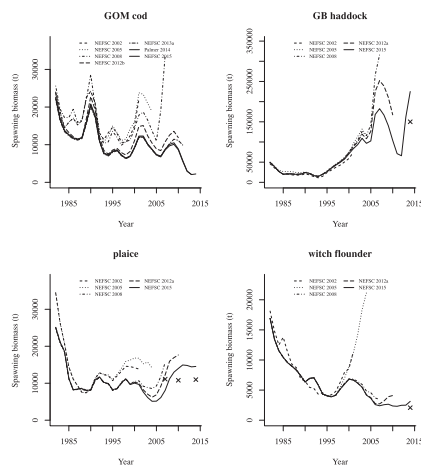 GOM cod
NEFSC 2002
NEFSC 2005
NEFSC 2008
NEFSC 2012b
NEFSC 2013a
Palmer 2014
NEFSC 2015
Spawning biomass (t)
0
10000
20000
30000
1985
1995
2005
2015
Year
GB haddock
NEFSC 2002
NEFSC 2005
NEFSC 2008
NEFSC 2012a
NEFSC 2015
Spawning biomass (t)
0
50000
150000
250000
350000
1985
1995
2005
2015
Year
plaice
NEFSC 2002
NEFSC 2005
NEFSC 2008
NEFSC 2012a
NEFSC 2015
Spawning biomass (t)
0
10000
20000
30000
40000
50000
1985
1995
2005
2015
Year
witch flounder
NEFSC 2002
NEFSC 2005
NEFSC 2008
NEFSC 2012a
NEFSC 2015
Spawning biomass (t)
0
5000
10000
15000
20000
25000
1985
1995
2005
2015
Year